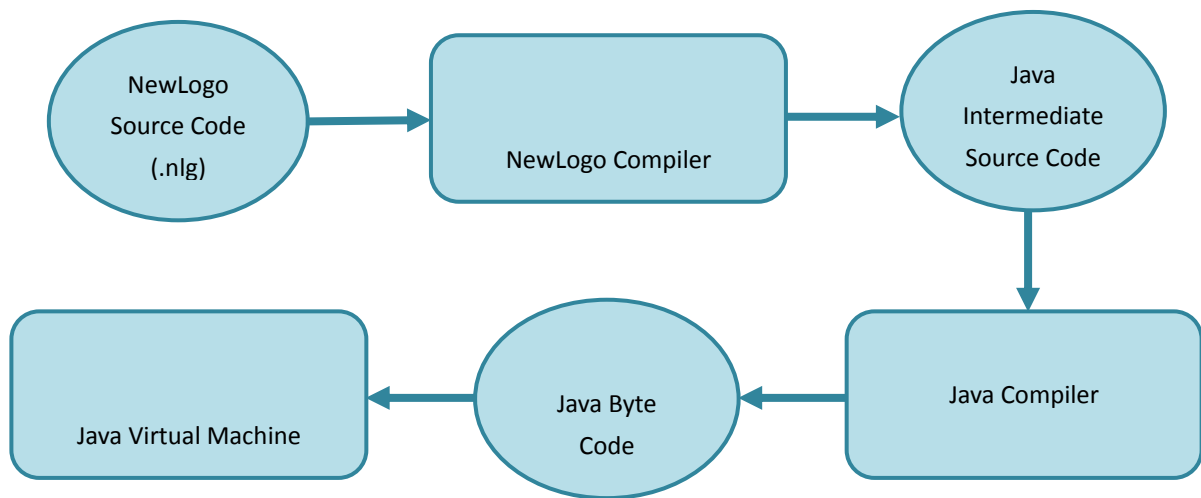 NewLogo
Source Code
(.nlg)
NewLogo Compiler
Java
Intermediate
Source Code
Java Compiler
Java Byte
Code
Java Virtual Machine